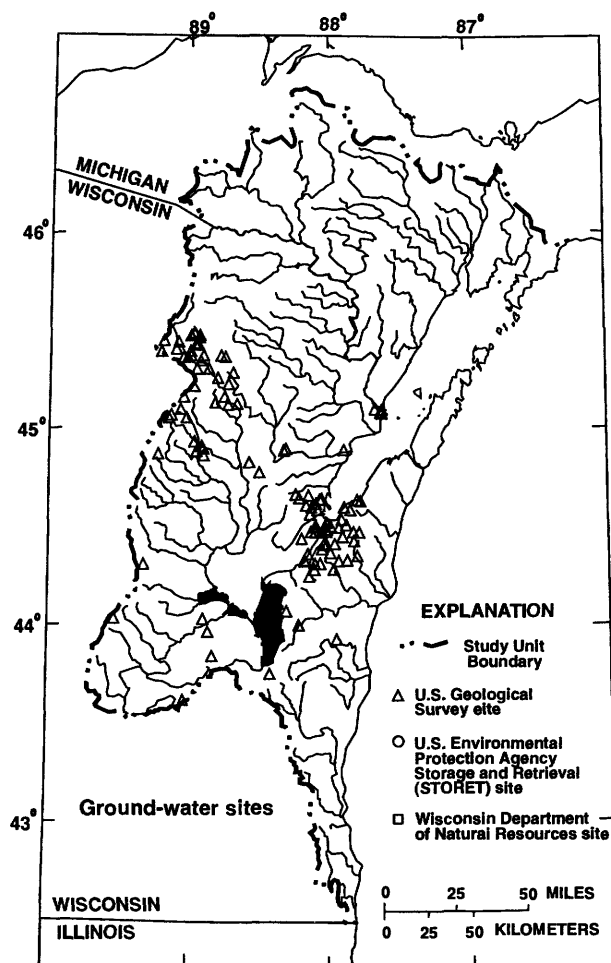 89° 88° 87°
MICHIGAN
WISCONSIN
46°
45°
44°
43°
EXPLANATION
Study Unit
Boundary
U.S. Geological
Survey eite
U.S. Environmental
Protection Agency
Storage and Retrieval
(STORET) site
Wisconsin Department
of Natural Resources site
Ground-water sites
WISCONSIN
ILLINOIS
0 25 50 MILES
0 25 50 KILOMETERS